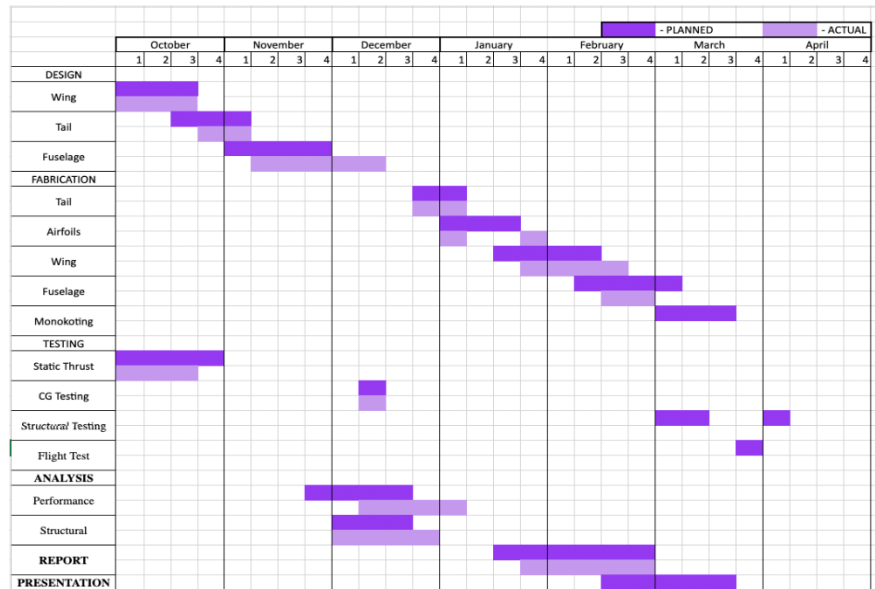 - PLANNED - ACTUAL
October November December January February March April
1 2 3 4 1 2 3 4 1 2 3 4 1 2 3 4 1 2 3 4 1 2 3 4 1 2 3 4
DESIGN
Wing
Tail
Fuselage
FABRICATION
Tail
Airfoils
Wing
Fuselage
Monokoting
TESTING
Static Thrust
CG Testing
Structural Testing
Flight Test
ANALYSIS
Performance
Structural
REPORT
PRESENTATION